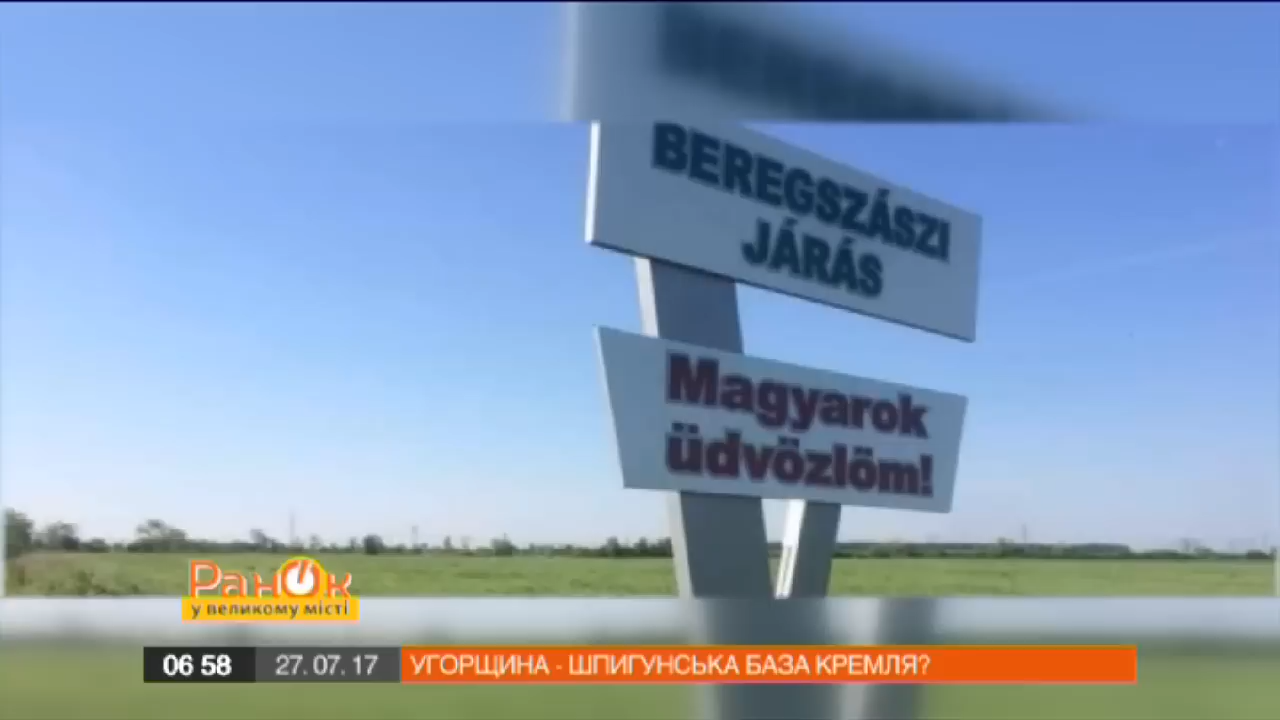 BEREGSZÁSZI
JÁRÁS
Magyarok
üdvözlöm!
Ранок
у великому місті
06 58 27. 07. 17 УГОРЩИНА - ШПИГУНСЬКА БАЗА КРЕМЛЯ?